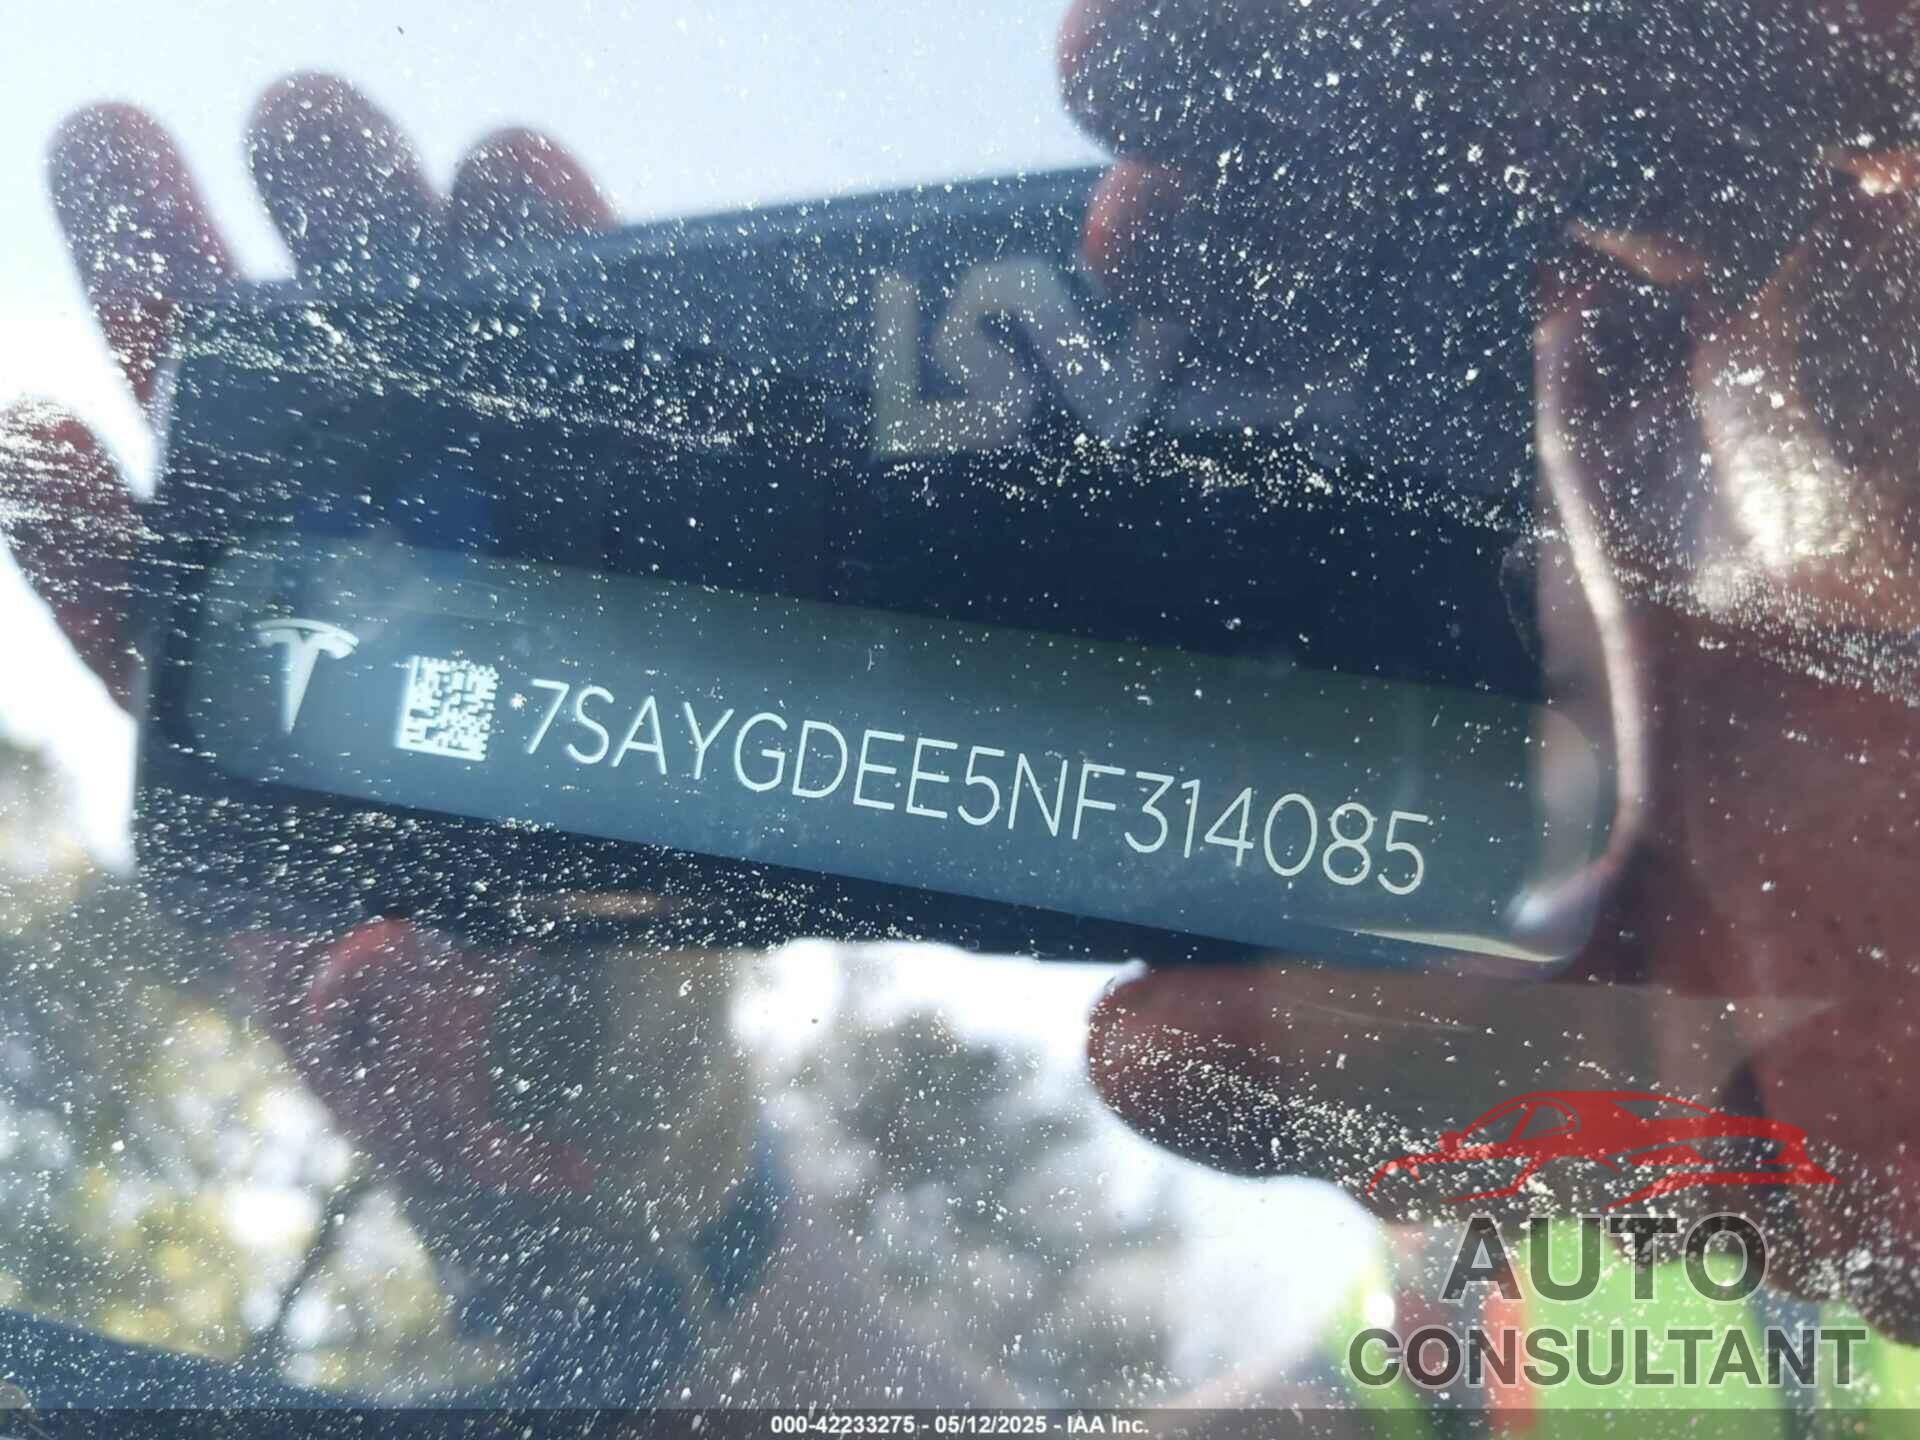 7SAYGDEE5NF314085
AUTO
CONSULTANT
000-42233275 - 05/12/2025 - IAA Inc.